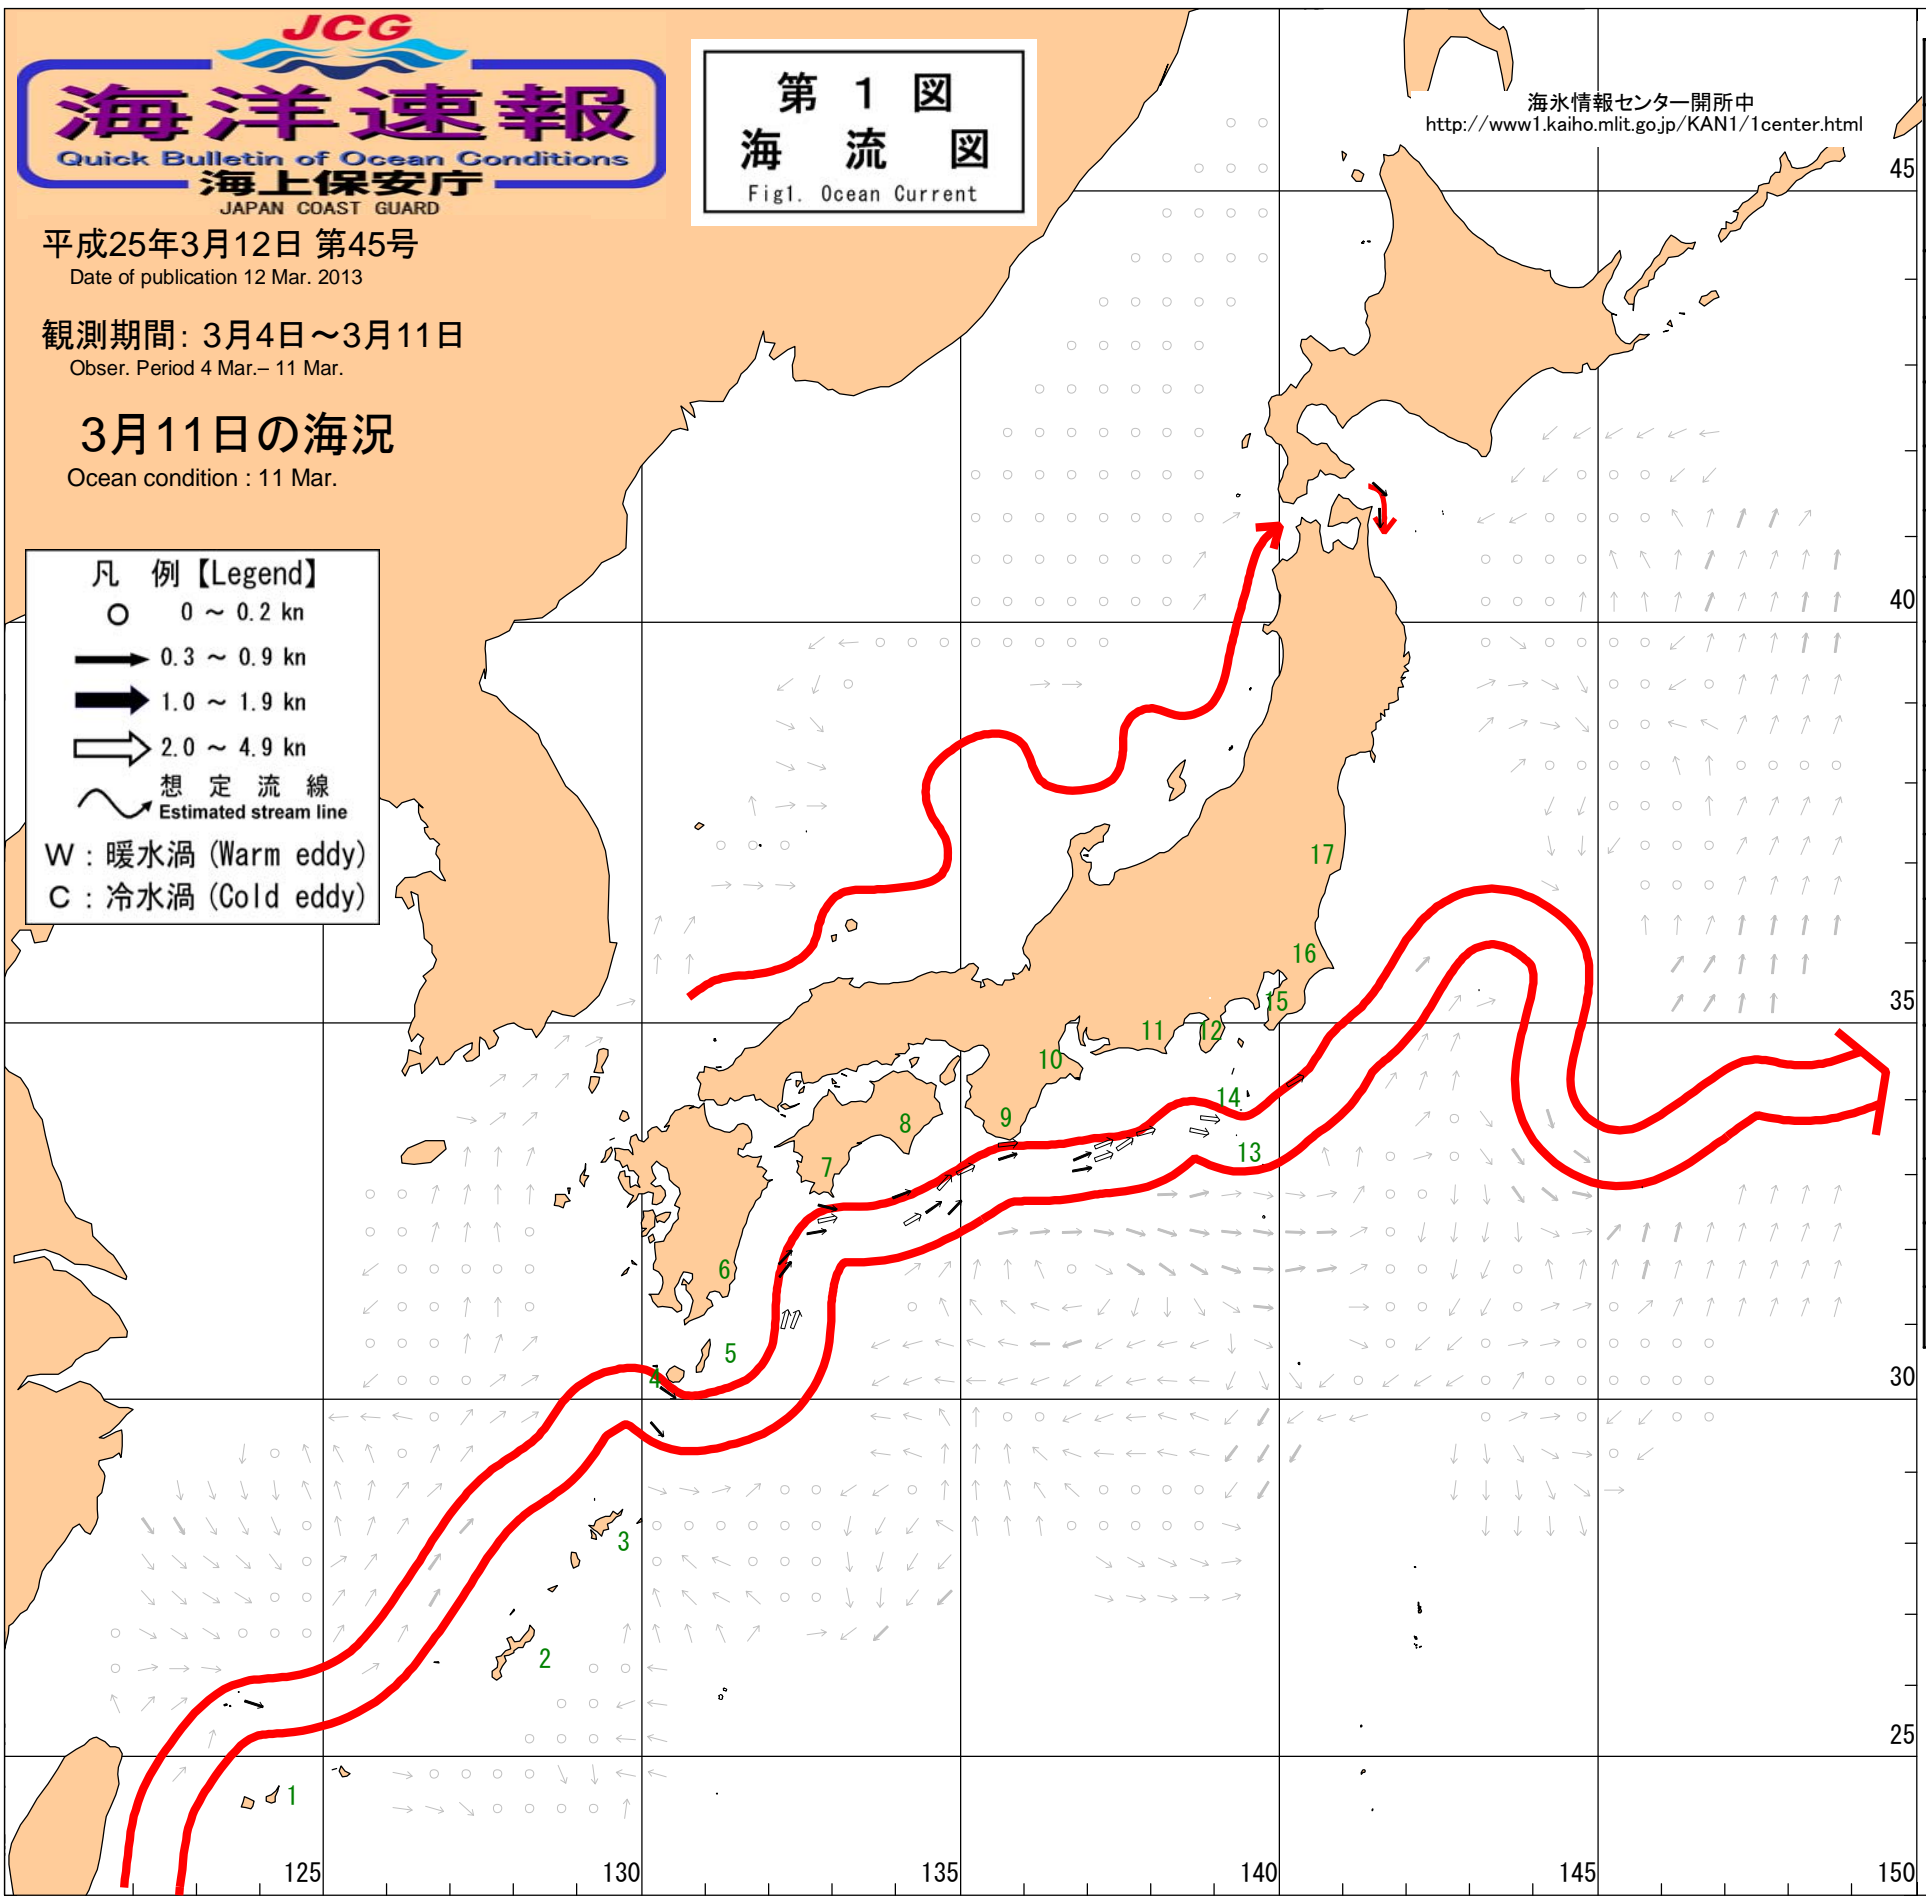 JCG
海洋速報
Quick Bulletin of Ocean Conditions
海上保安庁
JAPAN COAST GUARD
第 1 図
海 流 図
Fig1. Ocean Current
海氷情報センター開所中
http://www1.kaiho.mlit.go.jp/KAN1/1center.html
平成25年3月12日 第45号
Date of publication 12 Mar. 2013
観測期間: 3月4日～3月11日
Obser. Period 4 Mar.– 11 Mar.
3月11日の海況
Ocean condition : 11 Mar.
凡 例【Legend】
0 ～ 0.2 kn
0.3 ～ 0.9 kn
1.0 ～ 1.9 kn
2.0 ～ 4.9 kn
想 定 流 線
Estimated stream line
W : 暖水渦 (Warm eddy)
C : 冷水渦 (Cold eddy)
45
40
35
30
25
17
16
15
12
11
10
14
9
8
13
7
6
5
4
3
2
1
125
130
135
140
145
150